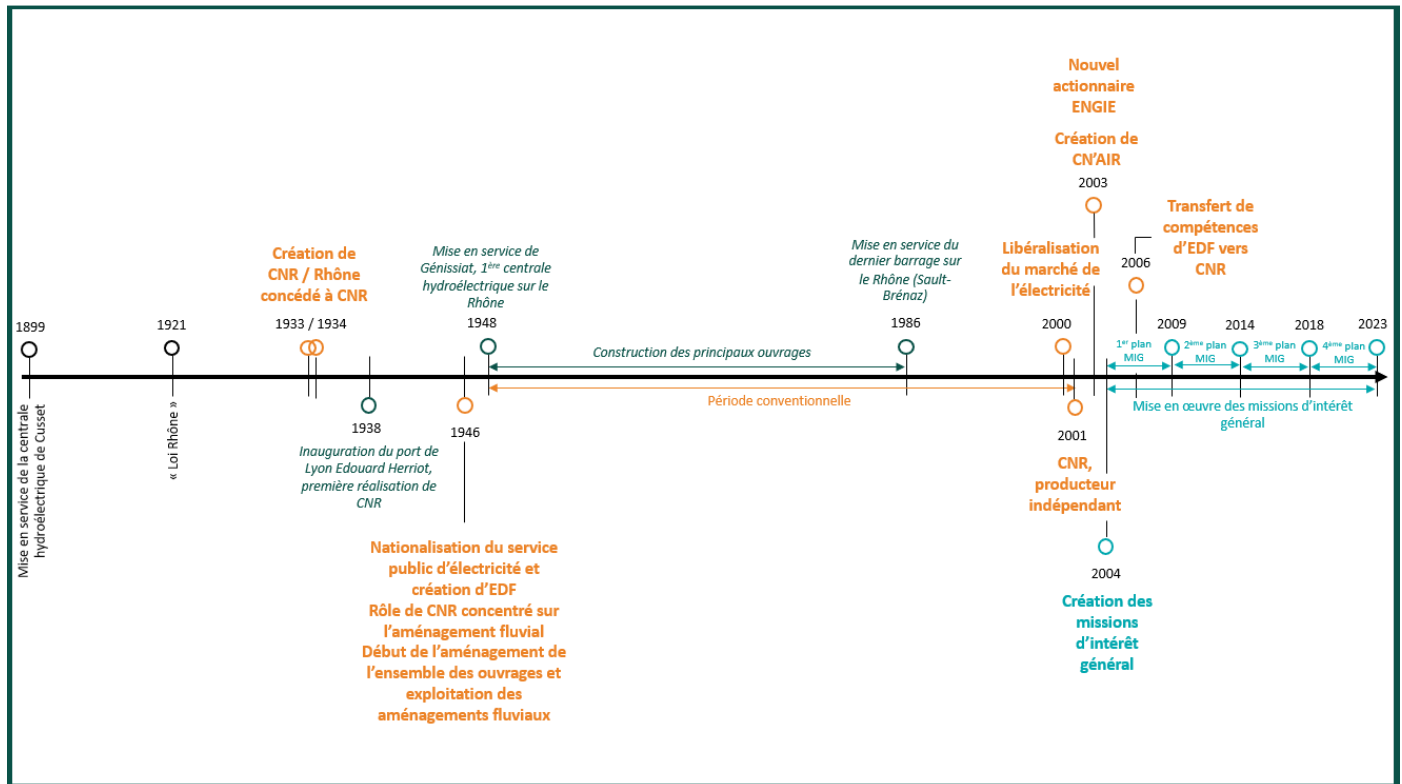 Nouvel
actionnaire
ENGIE
Création de
CN’AIR
2003
Transfert de
compétences
d’EDF vers
CNR
2006
Création de
CNR / Rhône
concédé à CNR
Mise en service de
Génissiat, 1ère centrale
hydroélectrique sur le
Rhône
Mise en service du
dernier barrage sur
le Rhône (Sault-
Brénaz)
Libéralisation
du marché de
l’électricité
1899
1921
1933 / 1934
1948
1986
2000
2009
2014
2018
2023
Construction des principaux ouvrages
1er plan
MIG
2ème plan
MIG
3ème plan
MIG
4ème plan
MIG
Période conventionnelle
Mise en œuvre des missions d’intérêt
général
Mise en service de la centrale
hydroélectrique de Cusset
« Loi Rhône »
1938
Inauguration du port de
Lyon Edouard Herriot,
première réalisation de
CNR
1946
Nationalisation du service
public d’électricité et
création d’EDF
Rôle de CNR concentré sur
l’aménagement fluvial
Début de l’aménagement de
l’ensemble des ouvrages et
exploitation des
aménagements fluviaux
2001
CNR,
producteur
indépendant
2004
Création des
missions
d’intérêt
général